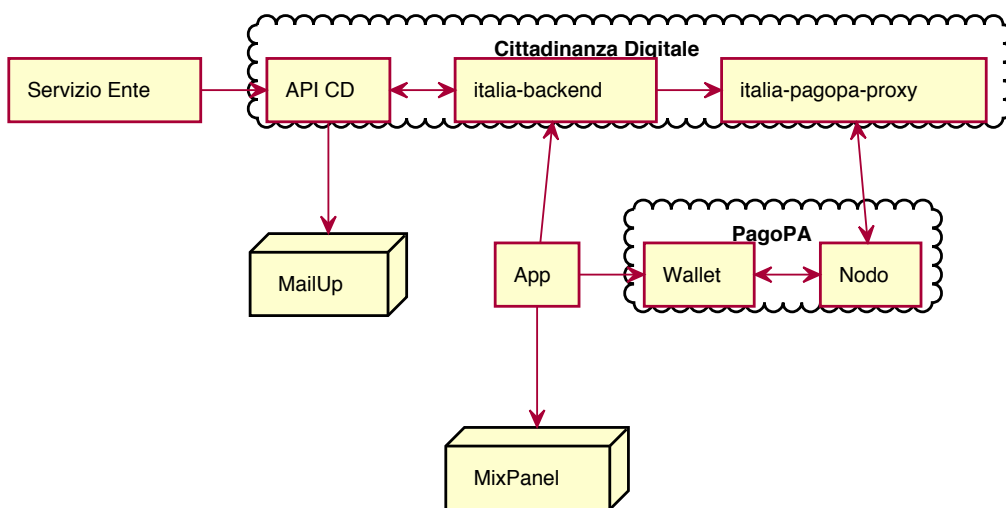 Cittadinanza Digitale
Servizio Ente
API CD
italia-backend
italia-pagopa-proxy
PagoPA
MailUp
App
Wallet
Nodo
MixPanel